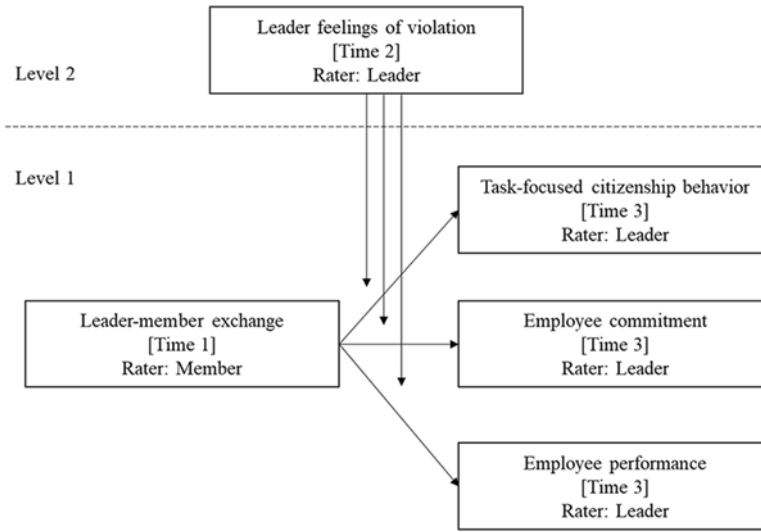 Leader feelings of violation
[Time 2]
Rater: Leader
Level 2
Level 1
Task-focused citizenship behavior
[Time 3]
Rater: Leader
Leader-member exchange
[Time 1]
Rater: Member
Employee commitment
[Time 3]
Rater: Leader
Employee performance
[Time 3]
Rater: Leader